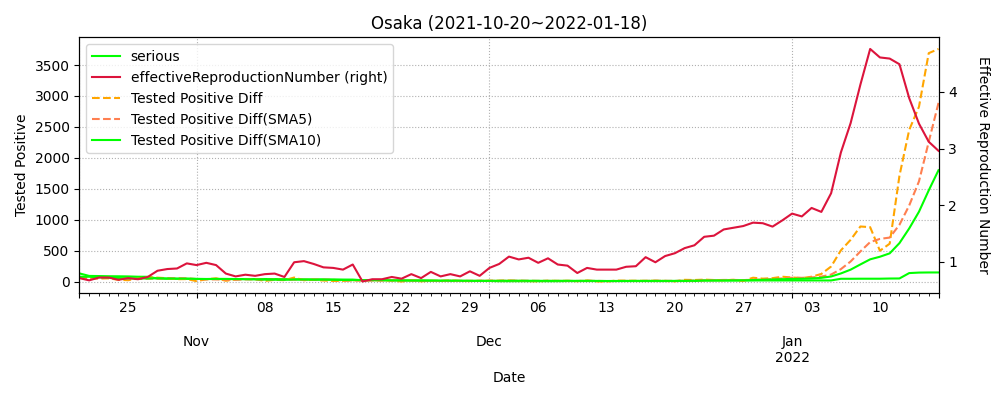 Osaka (2021-10-20~2022-01-18)
serious
effectiveReproductionNumber (right)
Tested Positive Diff
Tested Positive Diff(SMA5)
Tested Positive Diff(SMA10)
Tested Positive
3500
3000
2500
2000
1500
1000
500
0
Effective Reproduction Number
4
3
2
1
25 08 15 22 29 06 13 20 27 03 10
Nov Dec Jan
2022
Date